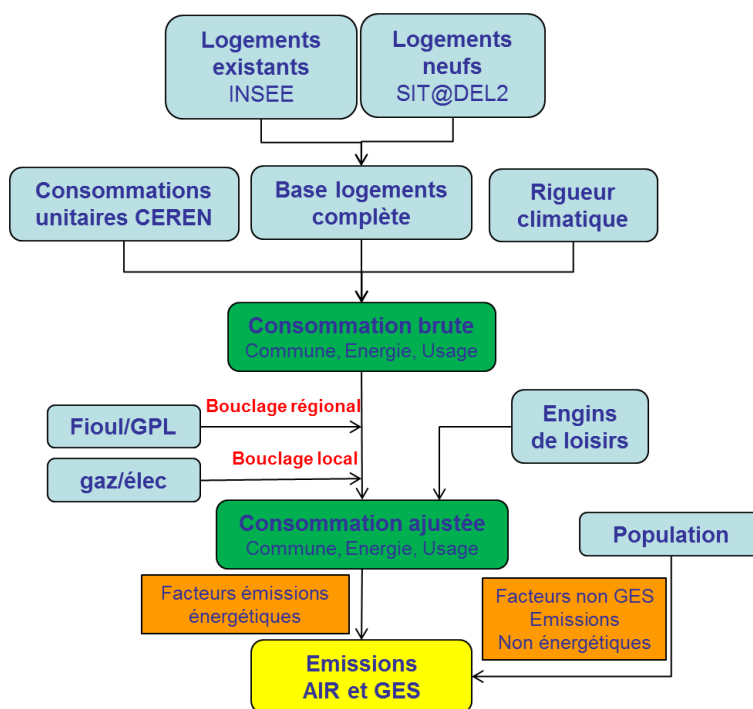 Logements
existants
INSEE
Logements
neufs
SIT@DEL2
Consommations
unitaires CEREN
Base logements
complète
Rigueur
climatique
Consommation brute
Commune, Energie, Usage
Bouclage régional
Fioul/GPL
Engins
de loisirs
Bouclage local
gaz/élec
Consommation ajustée
Commune, Energie, Usage
Population
Facteurs émissions
énergétiques
Facteurs non GES
Emissions
Non énergétiques
Emissions
AIR et GES